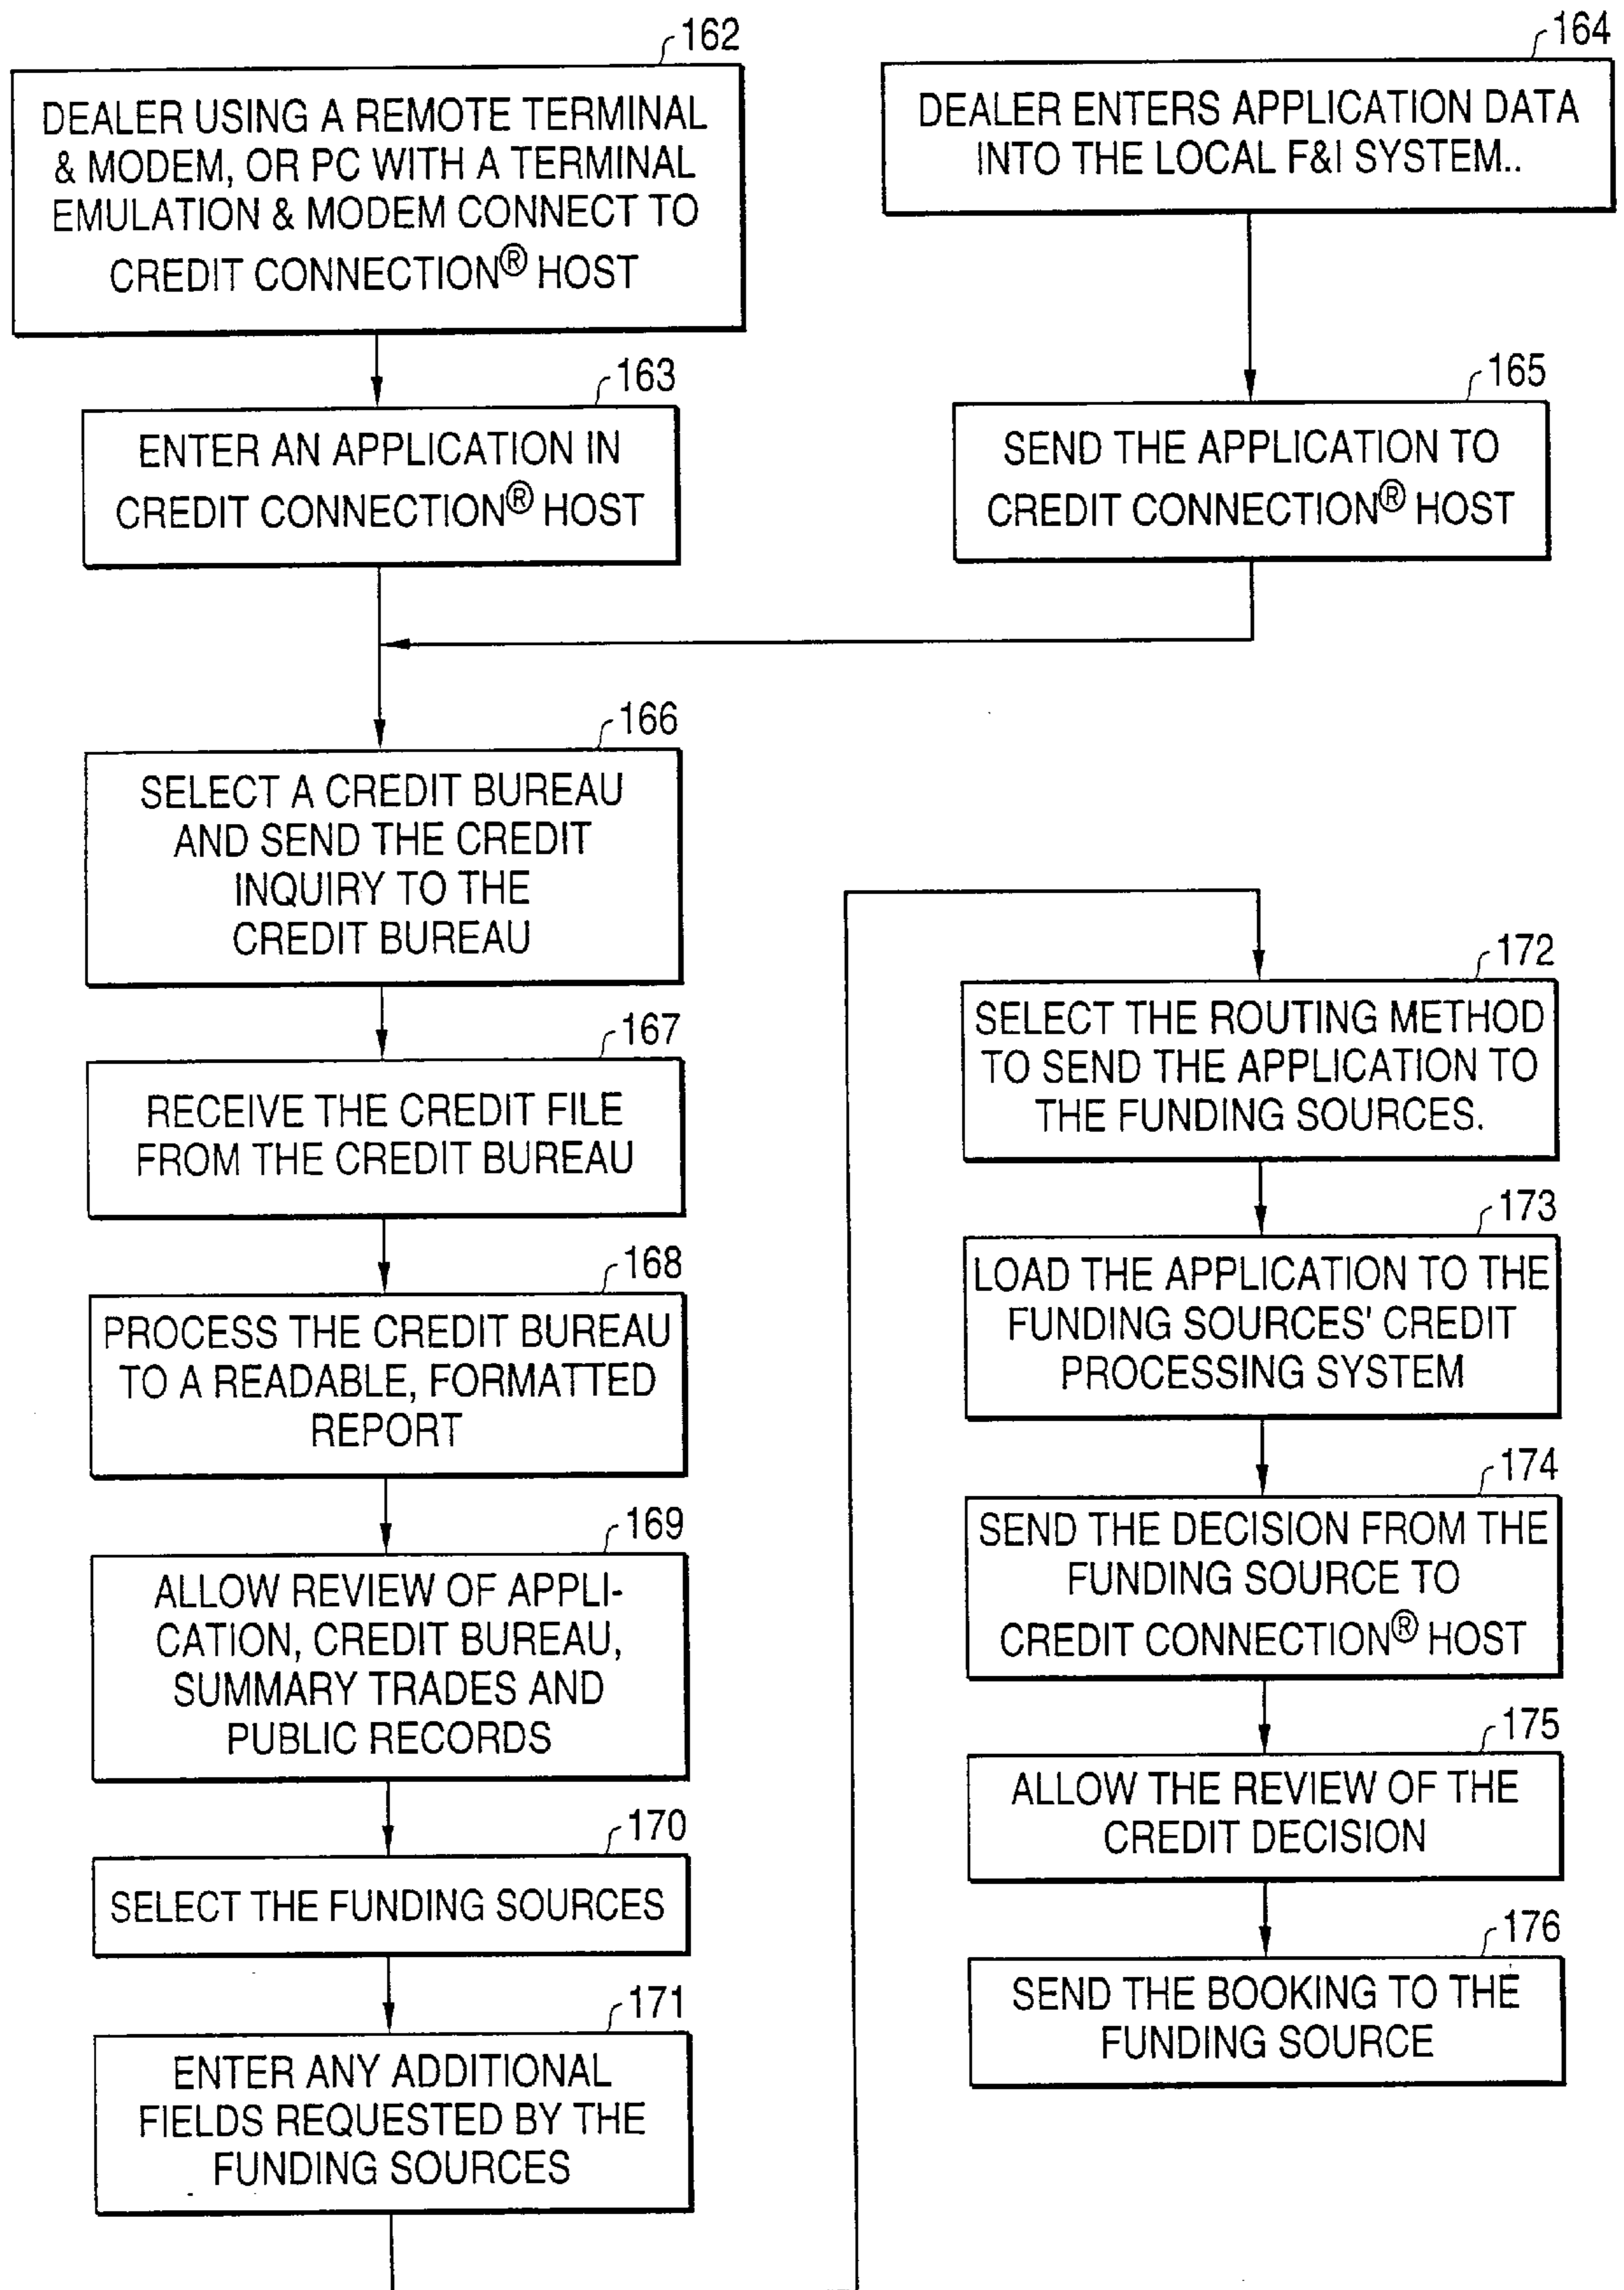 162
DEALER USING A REMOTE TERMINAL
& MODEM, OR PC WITH A TERMINAL
EMULATION & MODEM CONNECT TO
CREDIT CONNECTION® HOST
164
DEALER ENTERS APPLICATION DATA
INTO THE LOCAL F&I SYSTEM..
163
ENTER AN APPLICATION IN
CREDIT CONNECTION® HOST
165
SEND THE APPLICATION TO
CREDIT CONNECTION® HOST
166
SELECT A CREDIT BUREAU
AND SEND THE CREDIT
INQUIRY TO THE
CREDIT BUREAU
167
RECEIVE THE CREDIT FILE
FROM THE CREDIT BUREAU
168
PROCESS THE CREDIT BUREAU
TO A READABLE, FORMATTED
REPORT
169
ALLOW REVIEW OF APPLI-
CATION, CREDIT BUREAU,
SUMMARY TRADES AND
PUBLIC RECORDS
170
SELECT THE FUNDING SOURCES
171
ENTER ANY ADDITIONAL
FIELDS REQUESTED BY THE
FUNDING SOURCES
172
SELECT THE ROUTING METHOD
TO SEND THE APPLICATION TO
THE FUNDING SOURCES.
173
LOAD THE APPLICATION TO THE
FUNDING SOURCES' CREDIT
PROCESSING SYSTEM
174
SEND THE DECISION FROM THE
FUNDING SOURCE TO
CREDIT CONNECTION® HOST
175
ALLOW THE REVIEW OF THE
CREDIT DECISION
176
SEND THE BOOKING TO THE
FUNDING SOURCE